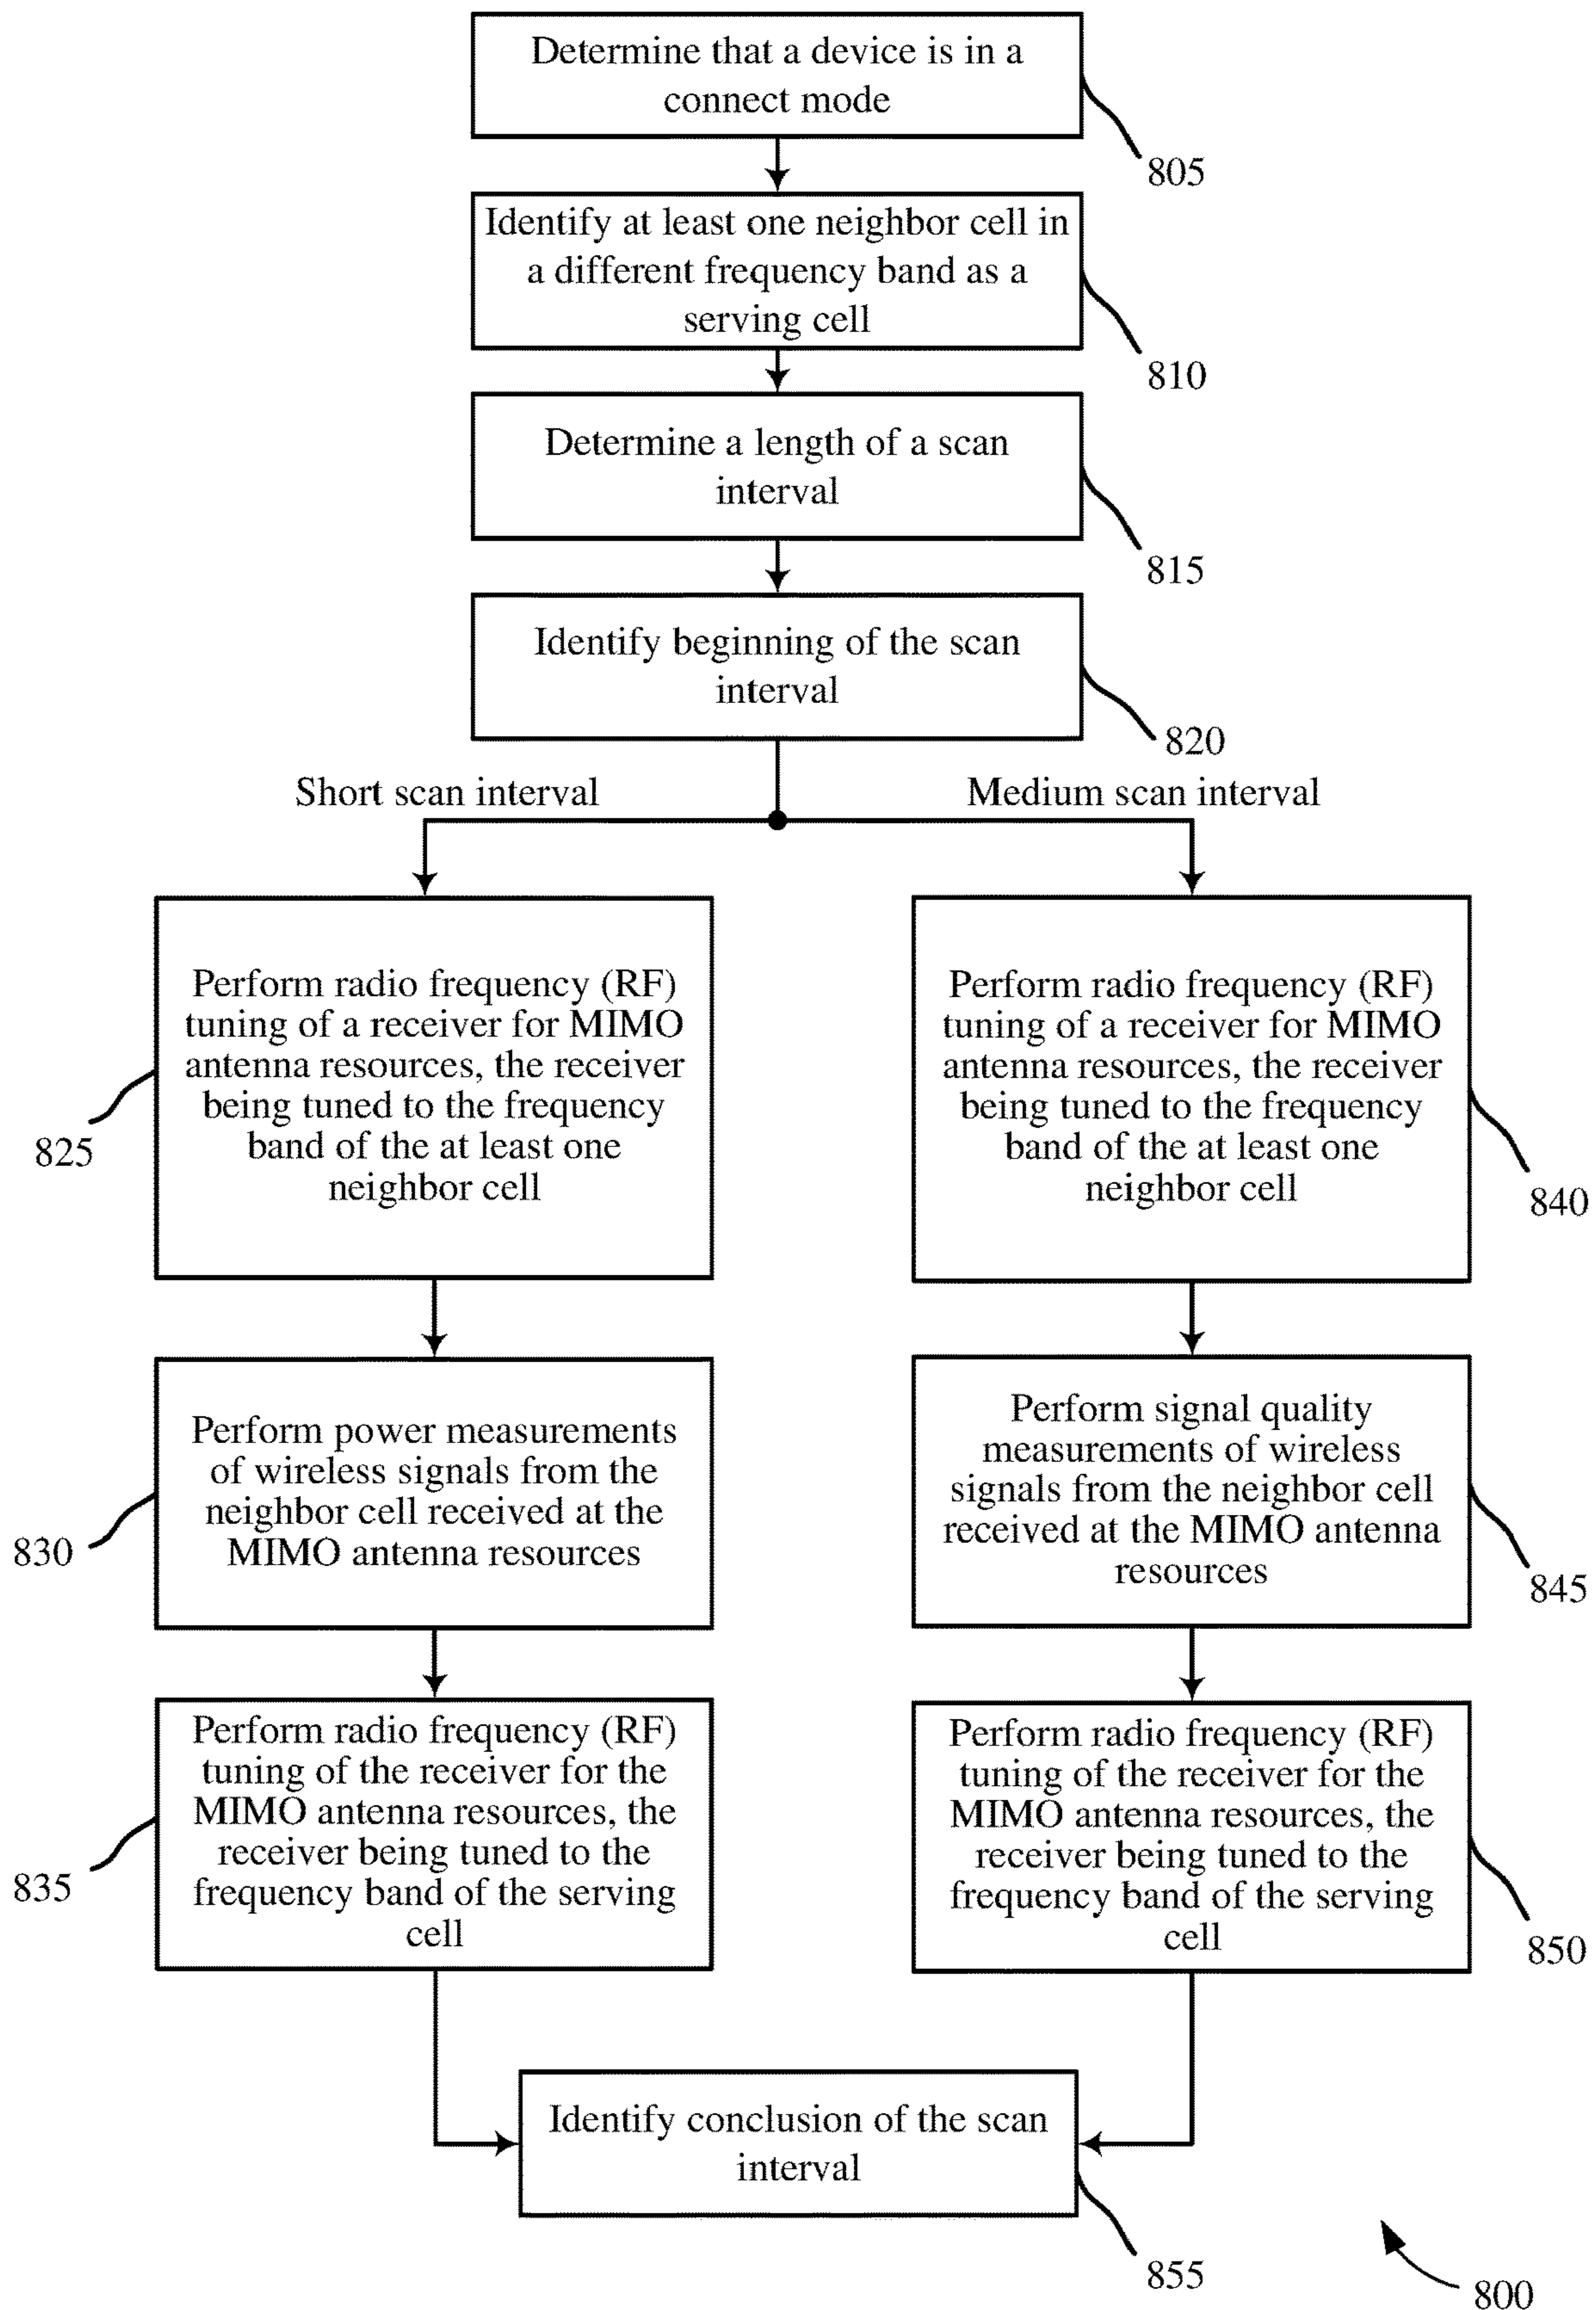 Determine that a device is in a
connect mode
805
Identify at least one neighbor cell in
a different frequency band as a
serving cell
810
Determine a length of a scan
interval
815
Identify beginning of the scan
interval
820
Short scan interval
Medium scan interval
Perform radio frequency (RF)
tuning of a receiver for MIMO
antenna resources, the receiver
being tuned to the frequency
band of the at least one
neighbor cell
825
Perform radio frequency (RF)
tuning of a receiver for MIMO
antenna resources, the receiver
being tuned to the frequency
band of the at least one
neighbor cell
840
Perform power measurements
of wireless signals from the
neighbor cell received at the
MIMO antenna resources
830
Perform signal quality
measurements of wireless
signals from the neighbor cell
received at the MIMO antenna
resources
845
Perform radio frequency (RF)
tuning of the receiver for the
MIMO antenna resources, the
receiver being tuned to the
frequency band of the serving
cell
835
Perform radio frequency (RF)
tuning of the receiver for the
MIMO antenna resources, the
receiver being tuned to the
frequency band of the serving
cell
850
Identify conclusion of the scan
interval
855
800